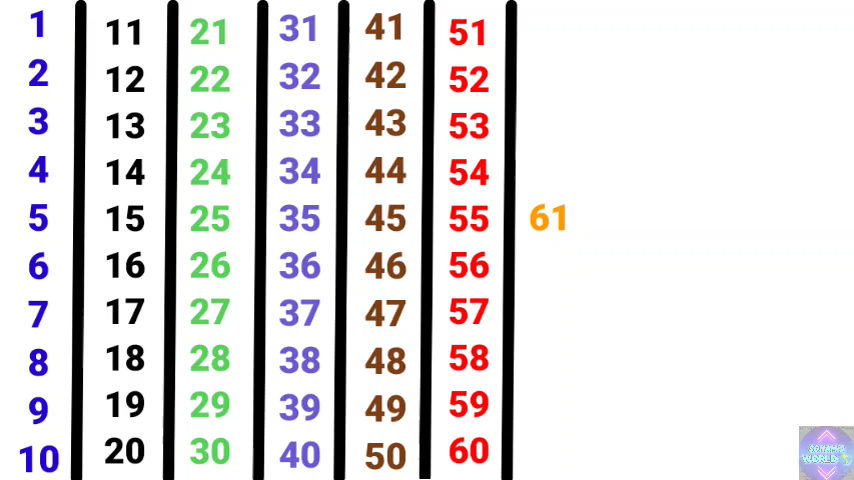 1 11 21 31 41 51
2 12 22 32 42 52
3 13 23 33 43 53
4 14 24 34 44 54
5 15 25 35 45 55 61
6 16 26 36 46 56
7 17 27 37 47 57
8 18 28 38 48 58
9 19 29 39 49 59
10 20 30 40 50 60
WORLD